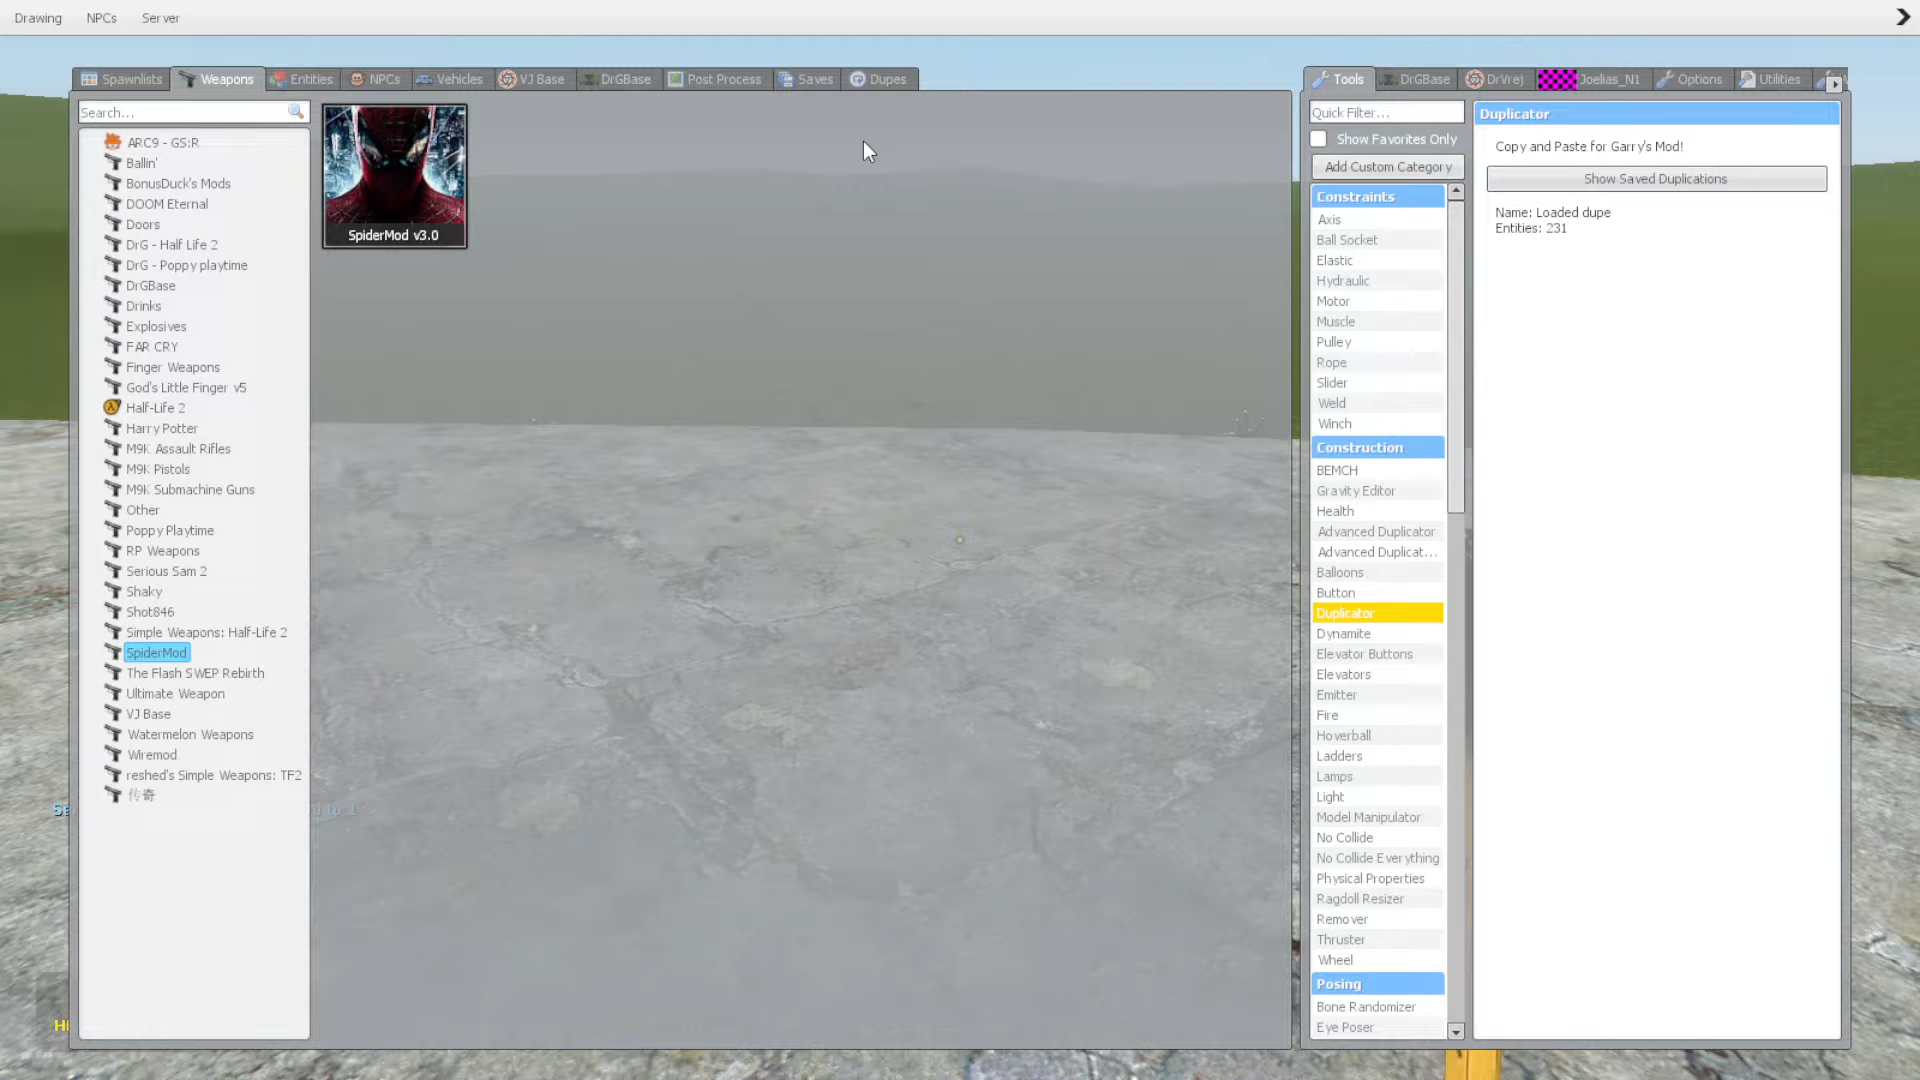 Drawing NPCs Server
Spawnlists Weapons Entities NPCs Vehicles VJ Base DrGBase Post Process Saves Dupes
Search...
ARC9 - GS:R
Ballin'
BonusDuck's Mods
DOOM Eternal
Doors
DrG - Half Life 2
DrG - Poppy playtime
DrGBase
Drinks
Explosives
FAR CRY
Finger Weapons
God's Little Finger v5
Half-Life 2
Harry Potter
M9K Assault Rifles
M9K Pistols
M9K Submachine Guns
Other
Poppy Playtime
RP Weapons
Serious Sam 2
Shaky
Shot846
Simple Weapons: Half-Life 2
SpiderMod
The Flash SWEP Rebirth
Ultimate Weapon
VJ Base
Watermelon Weapons
Wiremod
reshed's Simple Weapons: TF2
传奇
SpiderMod v3.0
Tools DrGBase DrVrej Joelias_N1 Options Utilities
Quick Filter...
Show Favorites Only
Add Custom Category
Constraints
Axis
Ball Socket
Elastic
Hydraulic
Motor
Muscle
Pulley
Rope
Slider
Weld
Winch
Construction
BEMCH
Gravity Editor
Health
Advanced Duplicator
Advanced Duplicat...
Balloons
Button
Duplicator
Dynamite
Elevator Buttons
Elevators
Emitter
Fire
Hoverball
Ladders
Lamps
Light
Model Manipulator
No Collide
No Collide Everything
Physical Properties
Ragdoll Resizer
Remover
Thruster
Wheel
Posing
Bone Randomizer
Eye Poser
Duplicator
Copy and Paste for Garry's Mod!
Show Saved Duplications
Name: Loaded dupe
Entities: 231